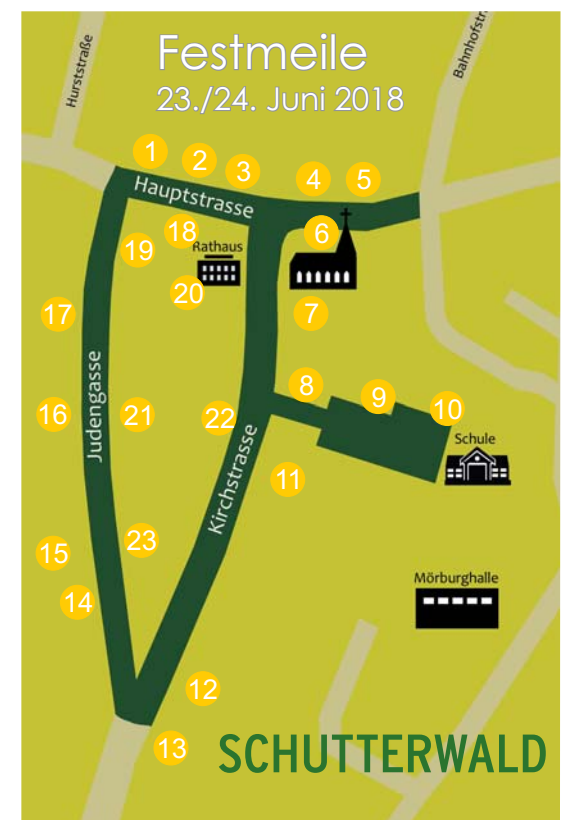 Festmeile
23./24. Juni 2018
Hurststraße
Bahnhofstr
1
2
3
4
5
Hauptstrasse
18
6
19
Rathaus
20
17
7
8
9
10
16
21
22
Judengasse
Kirchstrasse
Schule
11
15
23
14
Mörburghalle
12
13
SCHUTTERWALD